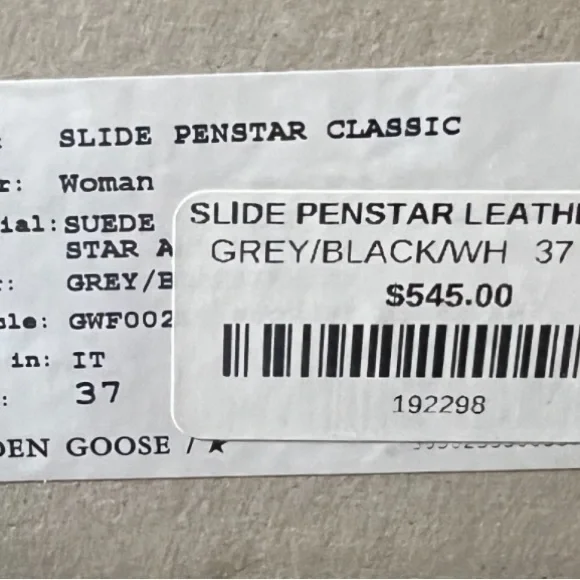 : SLIDE PENSTAR CLASSIC
r: Woman
ial: SUEDE
STAR A
SLIDE PENSTAR LEATH
GREY/BLACK/WH 37
$545.00
192298
: GREY/B
le: GWF002
in: IT
: 37
DEN GOOSE / ★